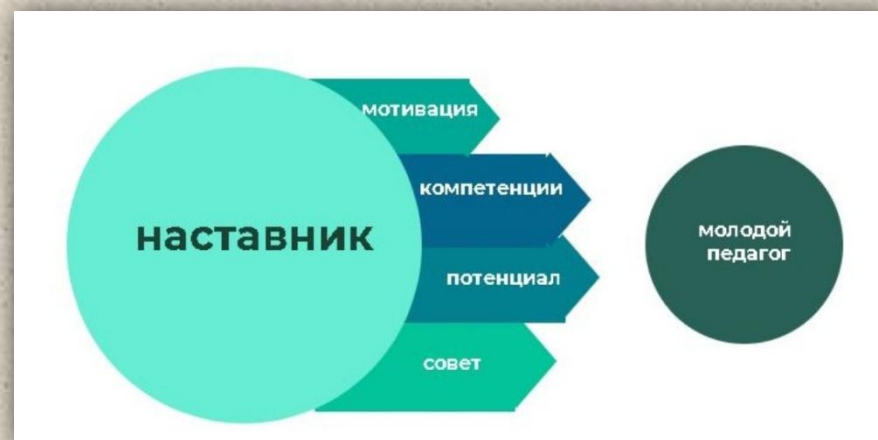 мотивация
компетенции
наставник
потенциал
совет
молодой
педагог